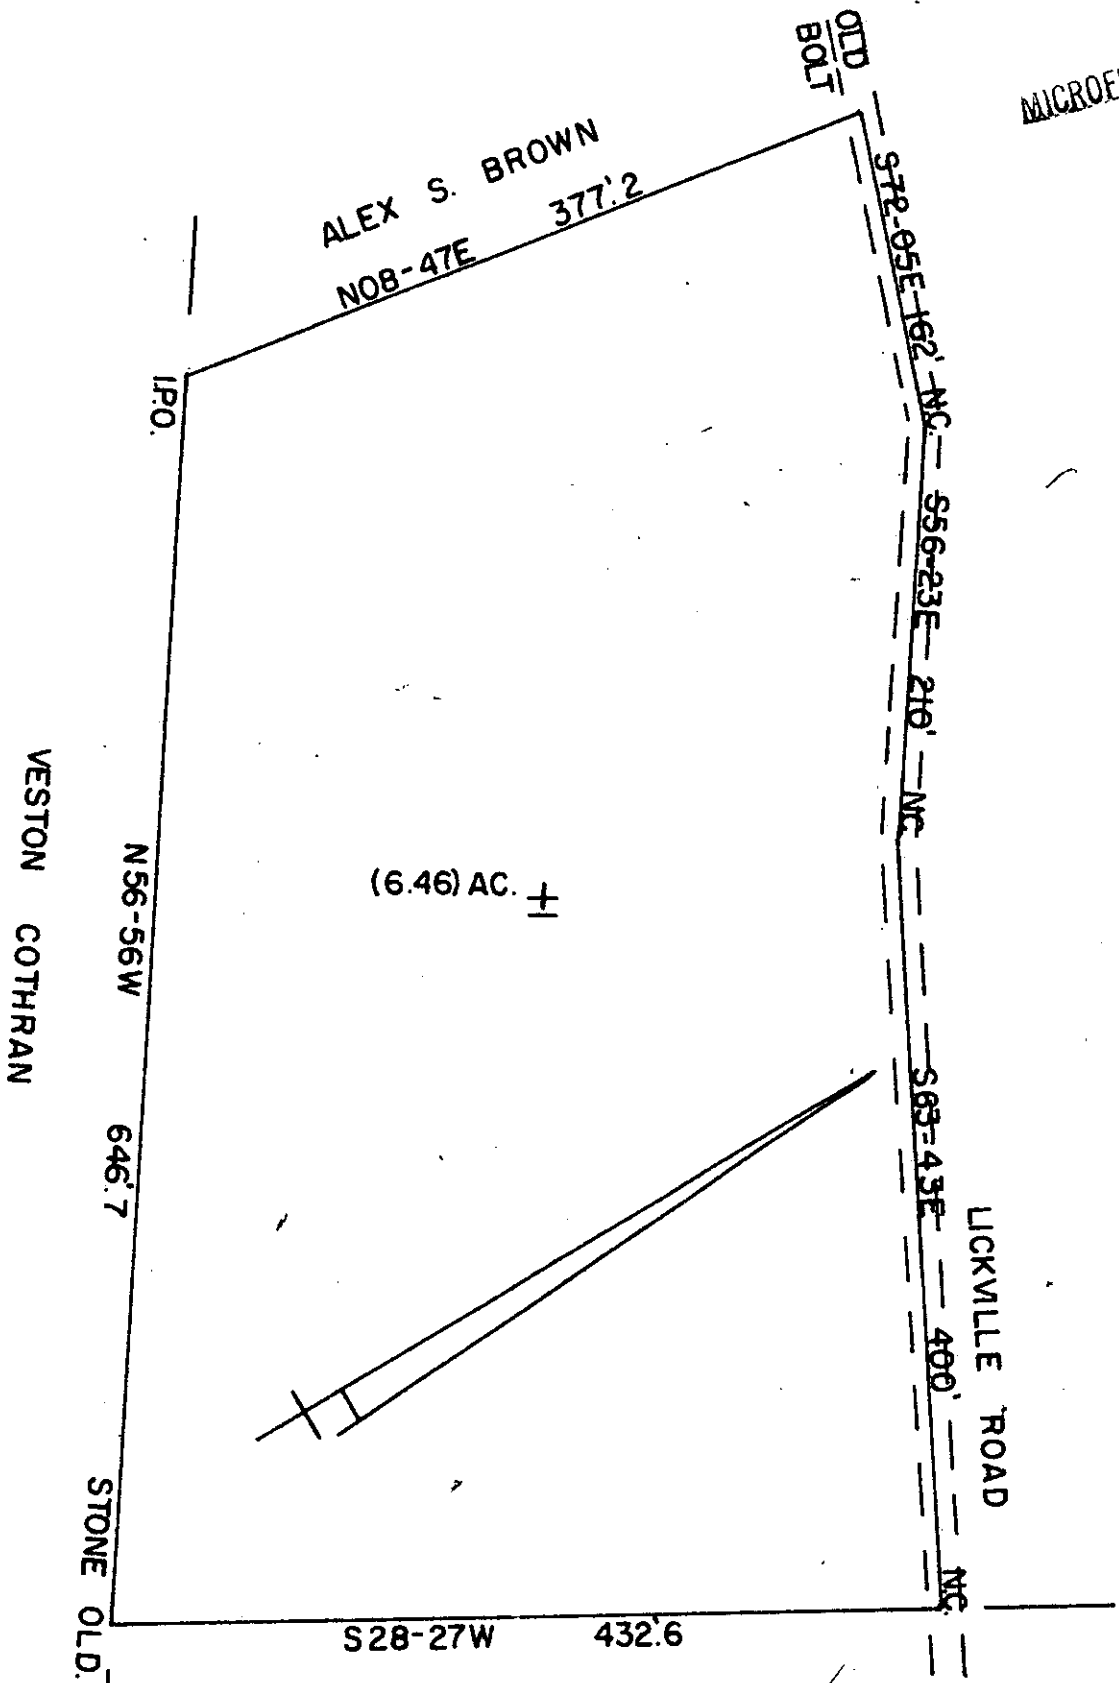 OLD
BOLT
ALEX S. BROWN
N08-47E 377.'2
S72-05E-162' N.C.
S56-23E 210' N.C.
S63-43E 400' N.C.
LICKVILLE ROAD
I.P.O.
(6.46) AC. ±
N56-56W 646.'7
VESTON COTHRAN
STONE OLD.
S28-27W 432.'6